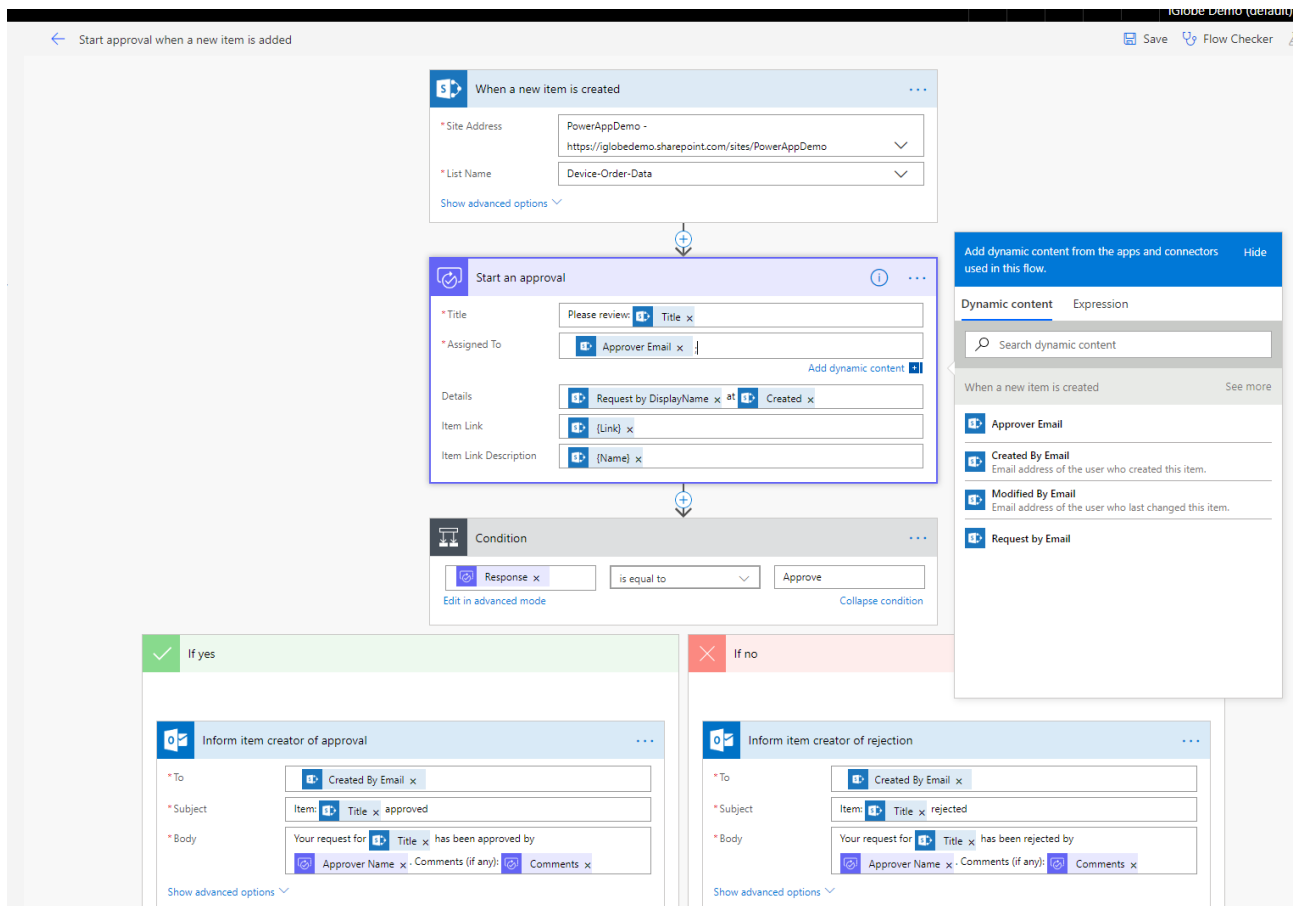 iGlobe Demo (default)
Start approval when a new item is added
Save
Flow Checker
When a new item is created
...
* Site Address
PowerAppDemo -
https://iglobedemo.sharepoint.com/sites/PowerAppDemo
* List Name
Device-Order-Data
Show advanced options
Start an approval
...
* Title
Please review: Title x
* Assigned To
Approver Email x ;
Add dynamic content
Details
Request by DisplayName x at Created x
Item Link
{Link} x
Item Link Description
{Name} x
Add dynamic content from the apps and connectors
used in this flow.
Hide
Dynamic content
Expression
Search dynamic content
When a new item is created
See more
Approver Email
Created By Email
Email address of the user who created this item.
Modified By Email
Email address of the user who last changed this item.
Request by Email
Condition
...
Response x
is equal to
Approve
Edit in advanced mode
Collapse condition
If yes
Inform item creator of approval
...
* To
Created By Email x
* Subject
Item: Title x approved
* Body
Your request for Title x has been approved by
Approver Name x . Comments (if any): Comments x
Show advanced options
If no
Inform item creator of rejection
...
* To
Created By Email x
* Subject
Item: Title x rejected
* Body
Your request for Title x has been rejected by
Approver Name x . Comments (if any): Comments x
Show advanced options